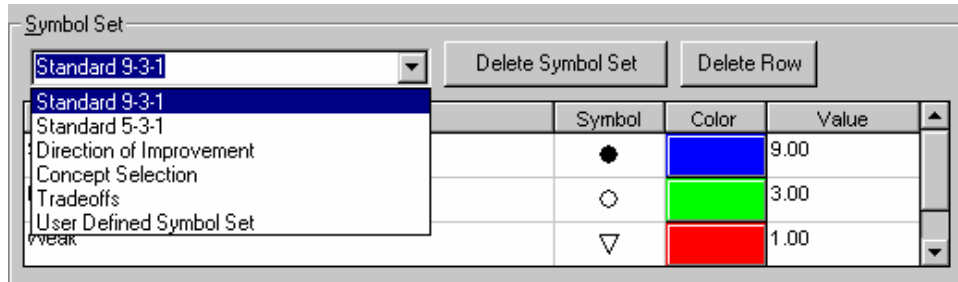 Symbol Set
Standard 9-3-1
Delete Symbol Set
Delete Row
Standard 9-3-1
Standard 5-3-1
Direction of Improvement
Concept Selection
Tradeoffs
User Defined Symbol Set
Symbol Color Value
9.00
3.00
Weak
1.00